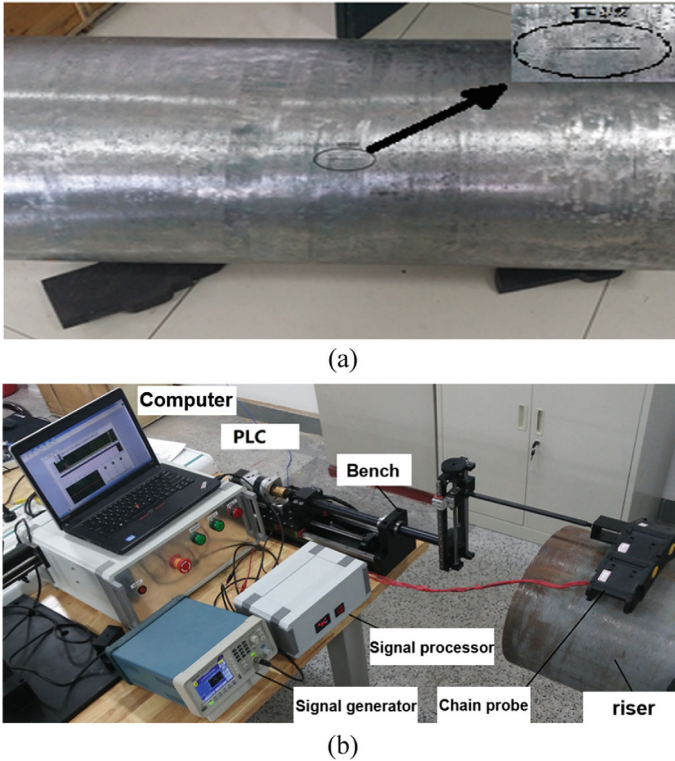 (a)
Computer
PLC
Bench
Signal processor
Signal generator
Chain probe
riser
(b)